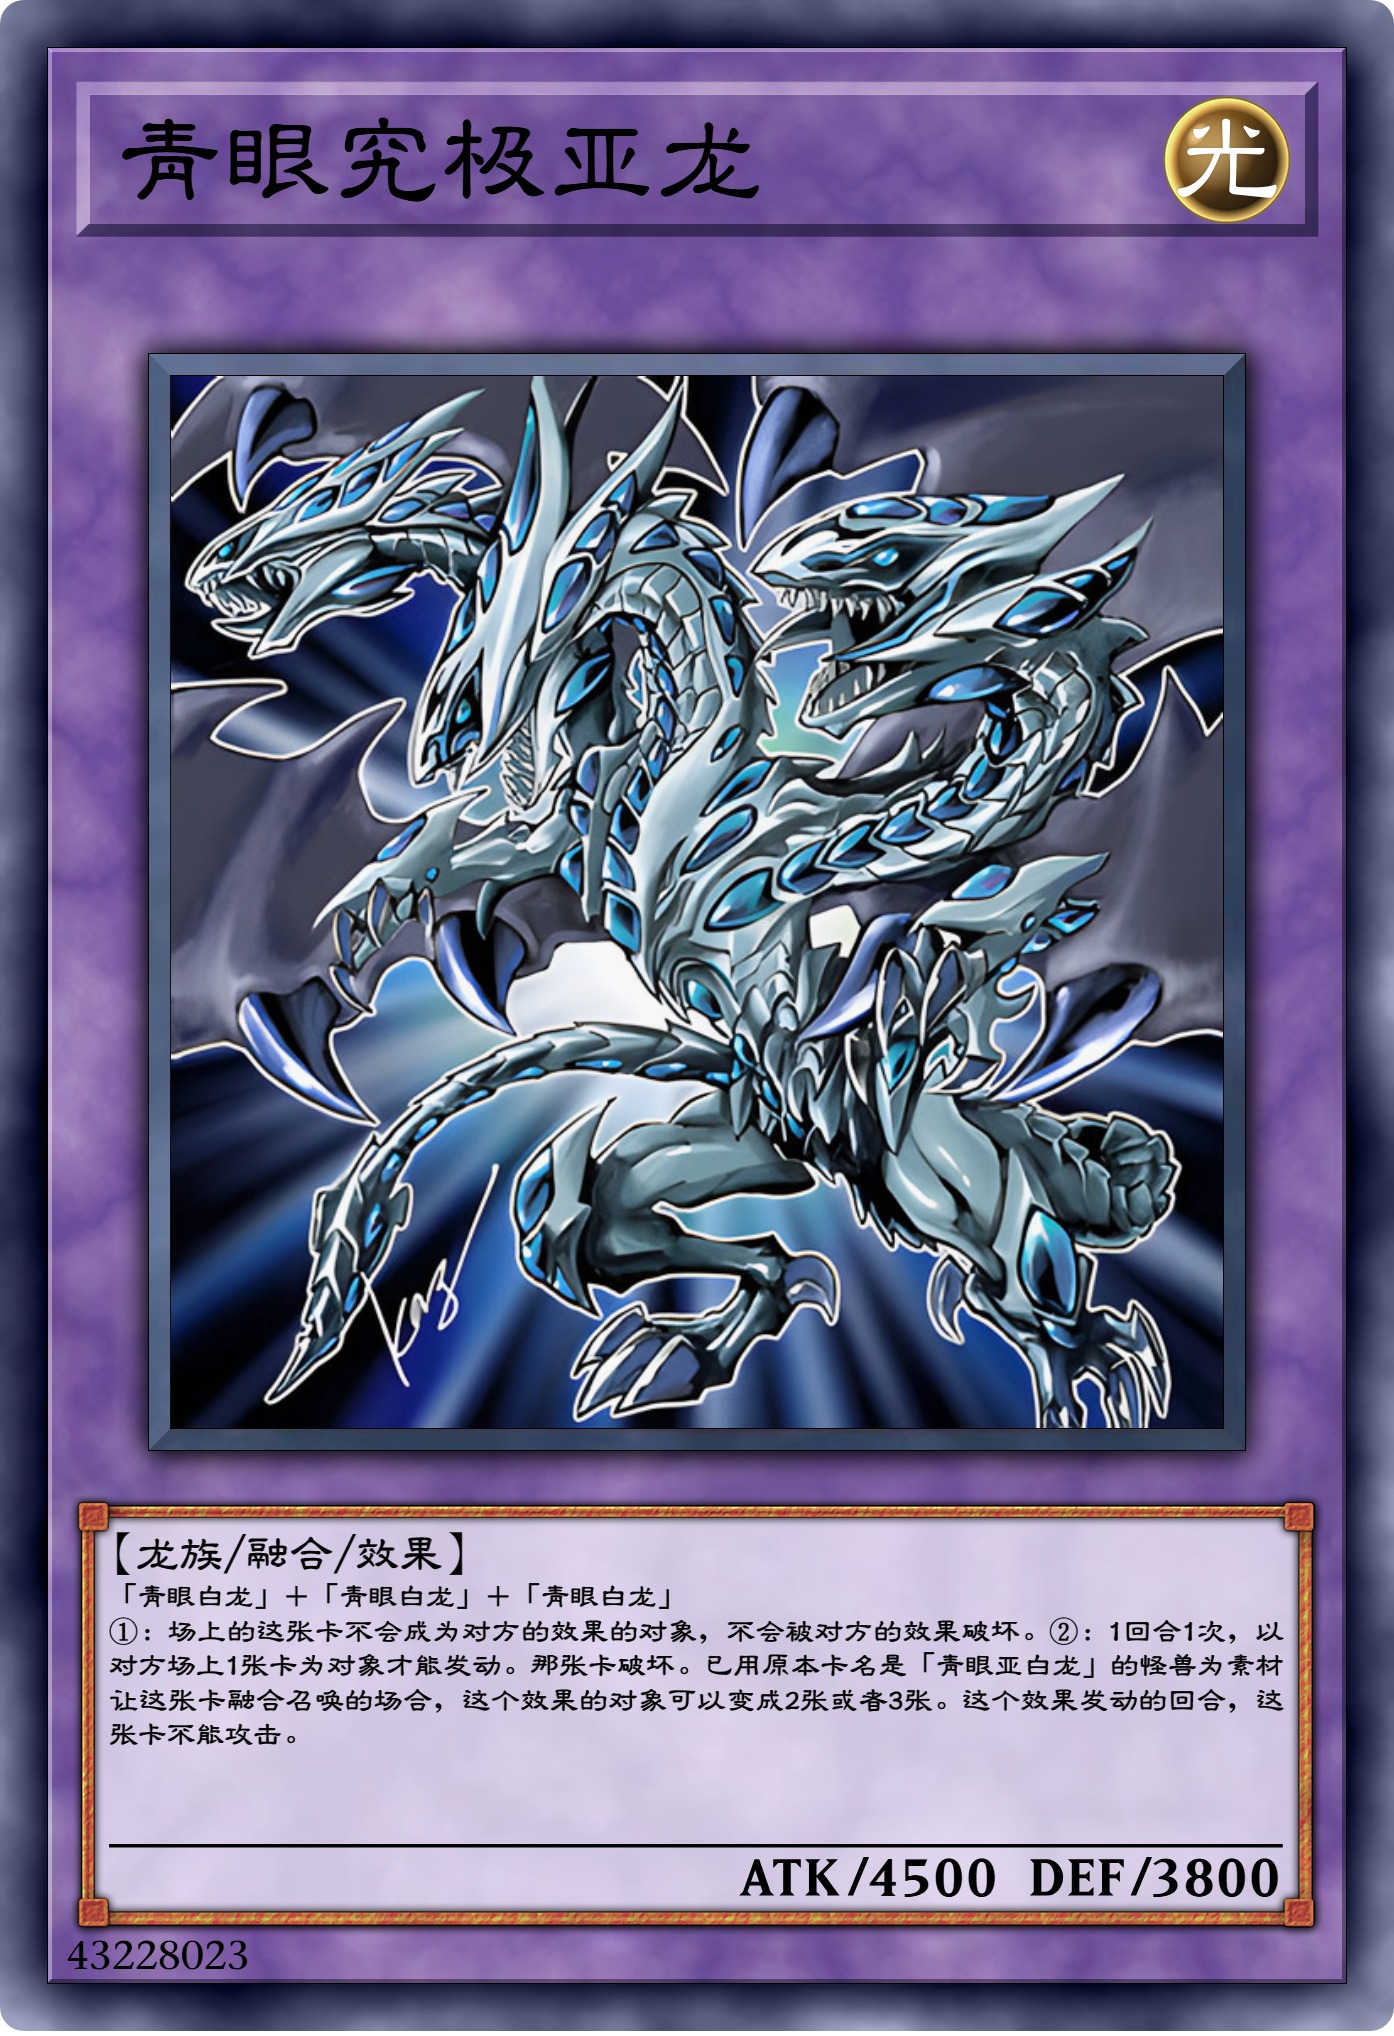 青眼究极亚龙
光
【龙族/融合/效果】
「青眼白龙」＋「青眼白龙」＋「青眼白龙」
①：场上的这张卡不会成为对方的效果的对象，不会被对方的效果破坏。②：1回合1次，以
对方场上1张卡为对象才能发动。那张卡破坏。已用原本卡名是「青眼亚白龙」的怪兽为素材
让这张卡融合召唤的场合，这个效果的对象可以变成2张或者3张。这个效果发动的回合，这
张卡不能攻击。
ATK/4500 DEF/3800
43228023